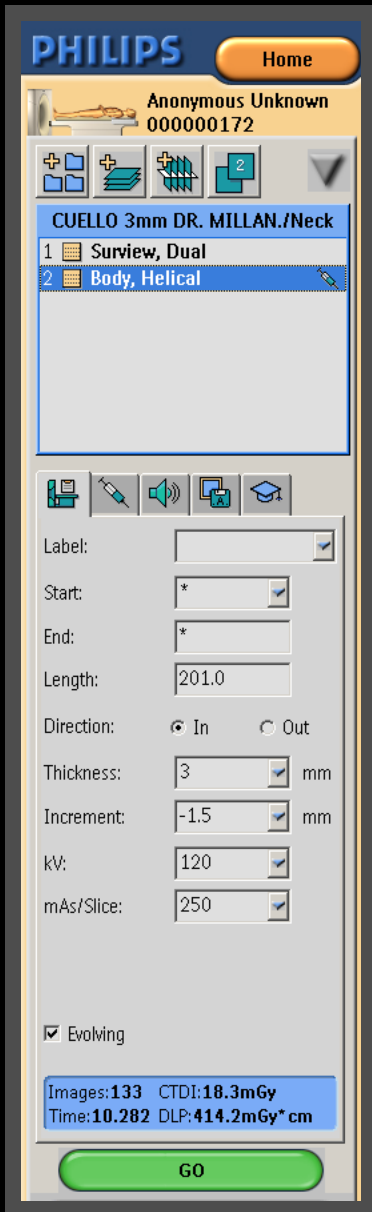 PHILIPS
Home
Anonymous Unknown
000000172
2
CUELLO 3mm DR. MILLAN./Neck
1 Surview, Dual
2 Body, Helical
Label:
Start: *
End: *
Length: 201.0
Direction: In Out
Thickness: 3 mm
Increment: -1.5 mm
kV: 120
mAs/Slice: 250
Evolving
Images:133 CTDI:18.3mGy
Time:10.282 DLP:414.2mGy*cm
GO